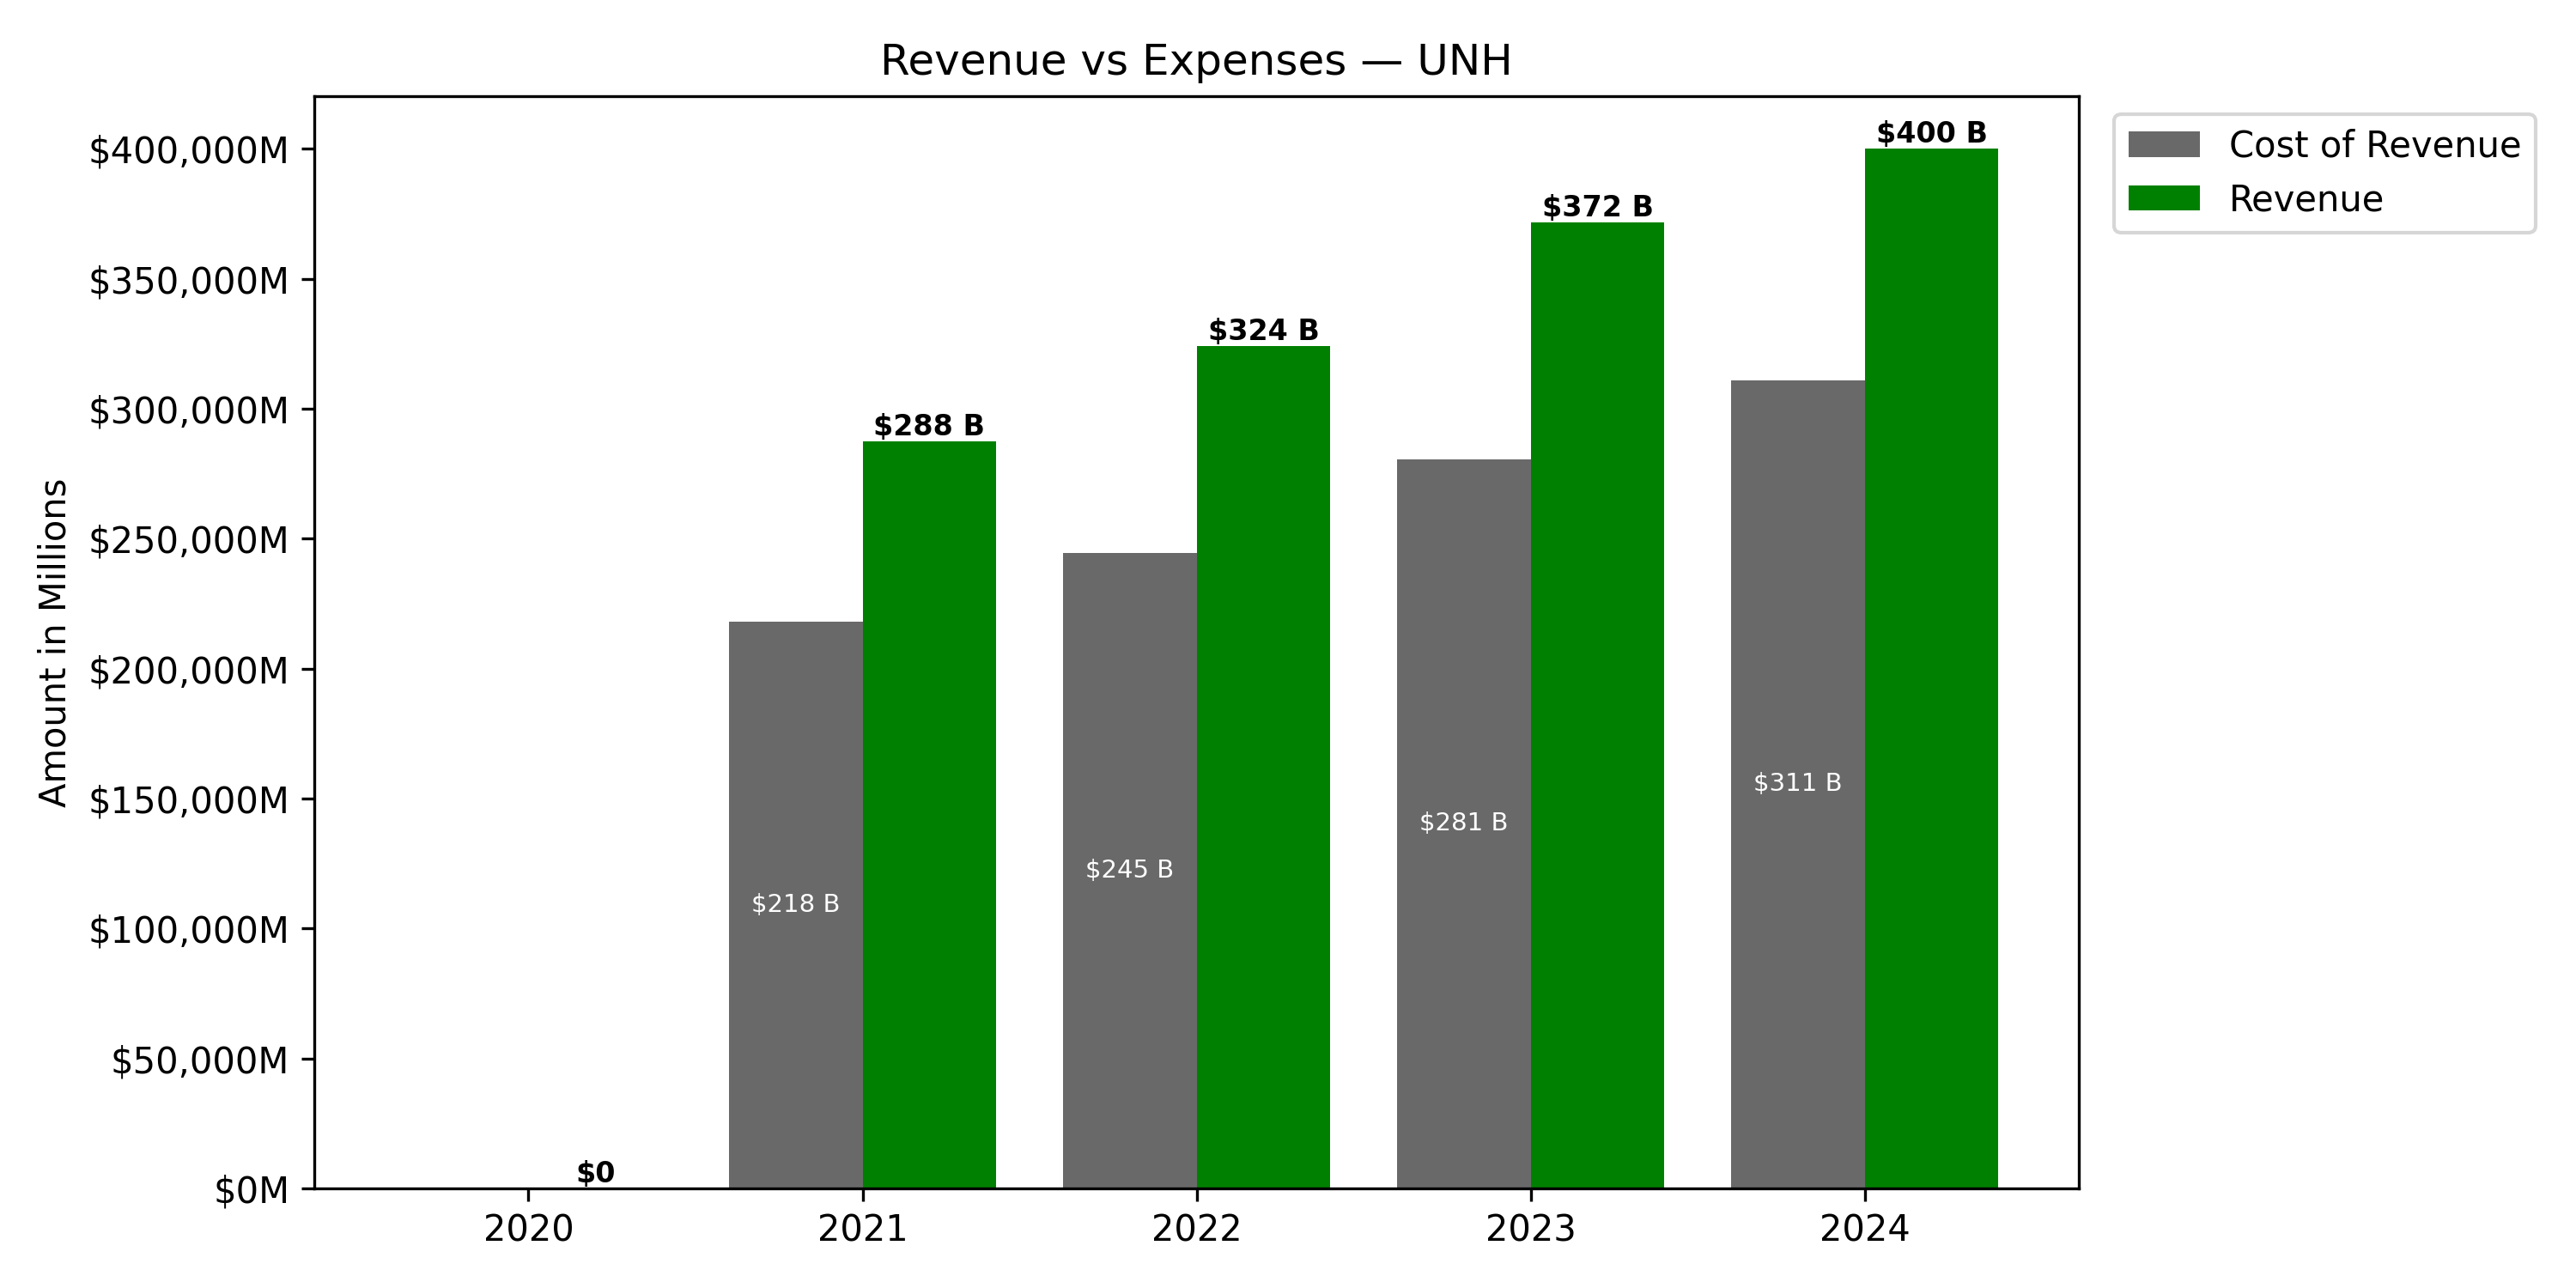 Revenue vs Expenses — UNH
Cost of Revenue
Revenue
Amount in Millions
$400,000M
$350,000M
$300,000M
$250,000M
$200,000M
$150,000M
$100,000M
$50,000M
$0M
$0
$218 B
$288 B
$245 B
$324 B
$281 B
$372 B
$311 B
$400 B
2020
2021
2022
2023
2024